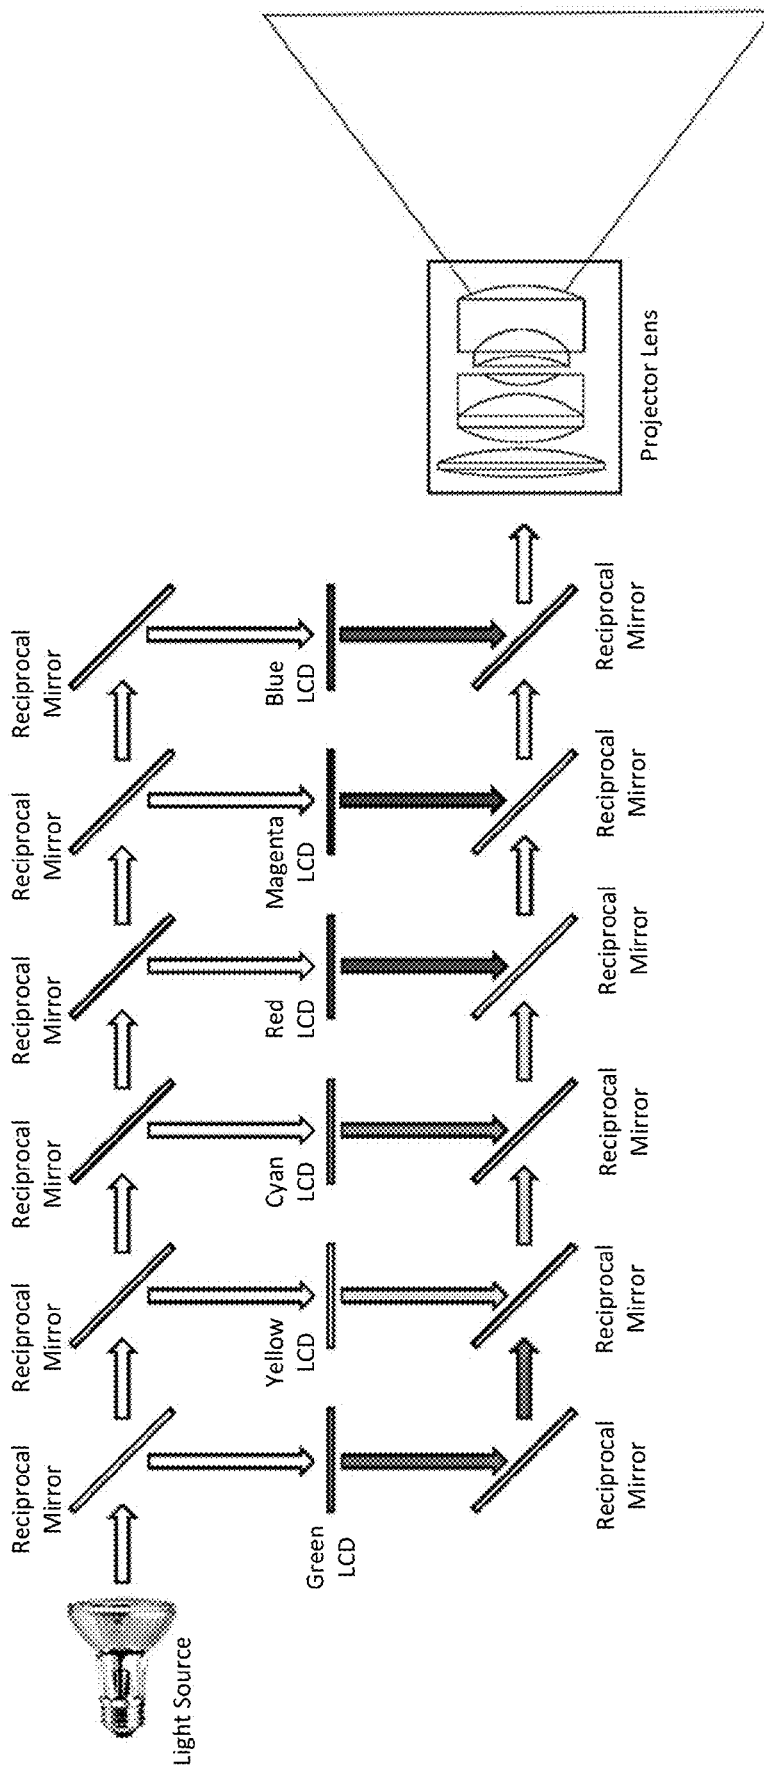 Reciprocal
Mirror
Reciprocal
Mirror
Reciprocal
Mirror
Reciprocal
Mirror
Reciprocal
Mirror
Reciprocal
Mirror
Light Source
Green
LCD
Yellow
LCD
Cyan
LCD
Red
LCD
Magenta
LCD
Blue
LCD
Reciprocal
Mirror
Reciprocal
Mirror
Reciprocal
Mirror
Reciprocal
Mirror
Reciprocal
Mirror
Reciprocal
Mirror
Projector Lens